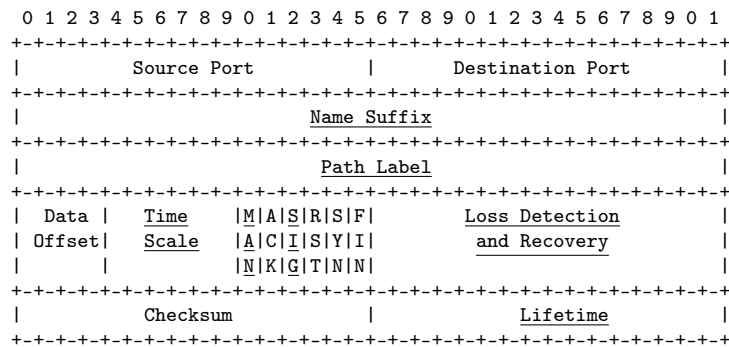 0 1 2 3 4 5 6 7 8 9 0 1 2 3 4 5 6 7 8 9 0 1 2 3 4 5 6 7 8 9 0 1
+-+-+-+-+-+-+-+-+-+-+-+-+-+-+-+-+-+-+-+-+-+-+-+-+-+-+-+-+-+-+-+-+
|          Source Port          |       Destination Port        |
+-+-+-+-+-+-+-+-+-+-+-+-+-+-+-+-+-+-+-+-+-+-+-+-+-+-+-+-+-+-+-+-+
|                          Name Suffix                          |
+-+-+-+-+-+-+-+-+-+-+-+-+-+-+-+-+-+-+-+-+-+-+-+-+-+-+-+-+-+-+-+-+
|                           Path Label                          |
+-+-+-+-+-+-+-+-+-+-+-+-+-+-+-+-+-+-+-+-+-+-+-+-+-+-+-+-+-+-+-+-+
|  Data |   Time    |M|A|S|R|S|F|        Loss Detection         |
| Offset|   Scale   |A|C|I|S|Y|I|         and Recovery          |
|       |           |N|K|G|T|N|N|                               |
+-+-+-+-+-+-+-+-+-+-+-+-+-+-+-+-+-+-+-+-+-+-+-+-+-+-+-+-+-+-+-+-+
|           Checksum            |            Lifetime           |
+-+-+-+-+-+-+-+-+-+-+-+-+-+-+-+-+-+-+-+-+-+-+-+-+-+-+-+-+-+-+-+-+